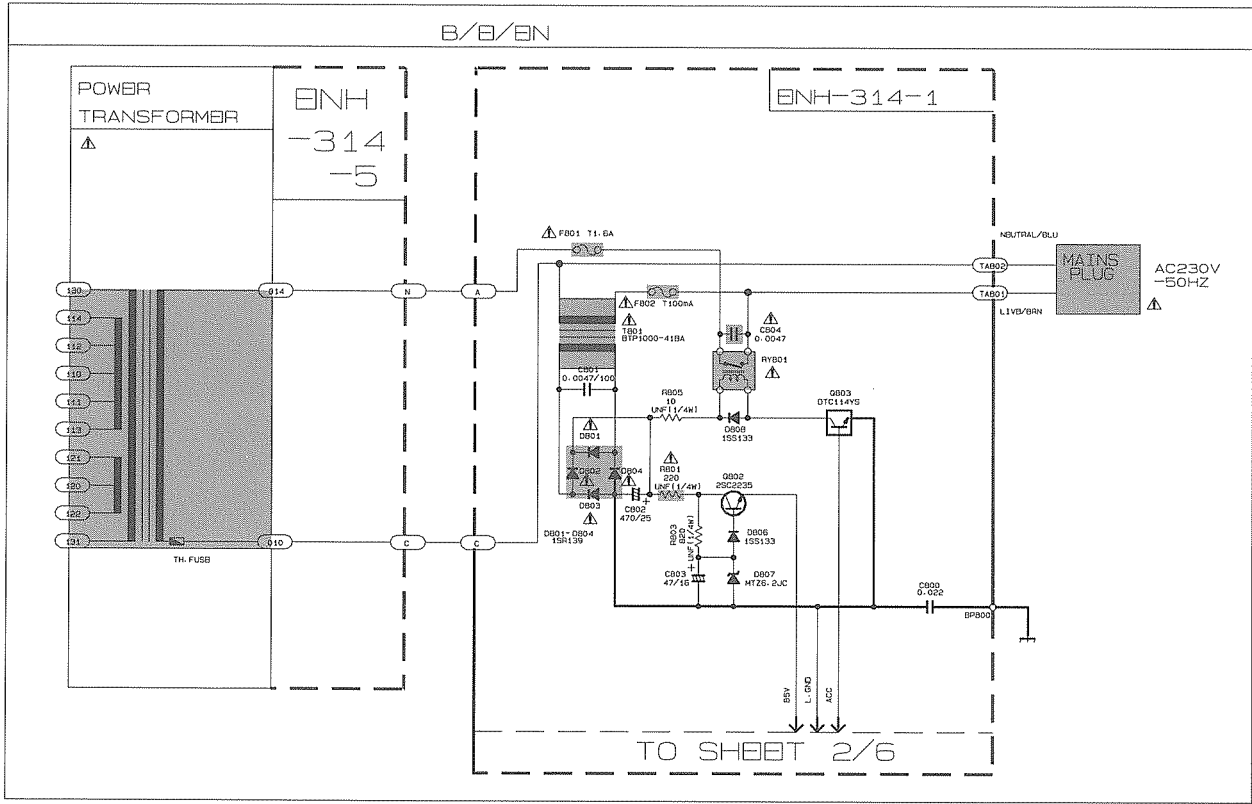 B/B/BN
POWER
TRANSFORMER
ENH
-314
-5
ENH-314-1
F801 T1.6A
NEUTRAL/BLU
TAB02
MAINS
PLUG
AC230V
~50HZ
TAB01
LIVE/BRN
130
114
112
110
111
113
121
120
122
131
014
010
TH.FUSE
N
A
C
C
F802 T100mA
T801
BTP1000-41BA
C804
0.0047
RY801
C801
0.0047/100
R805
10
UNF(1/4W)
D808
1SS133
Q803
DTC114YS
D801
D802
D804
D803
D801-D804
1SR139
C802
470/25
R801
220
UNF(1/4W)
Q802
2SC2235
R803
820
UNF(1/4W)
D806
1SS133
C803
47/16
D807
MTZ6.2JC
C800
0.022
BP800
B5V
L.GND
ACC
TO SHEET 2/6